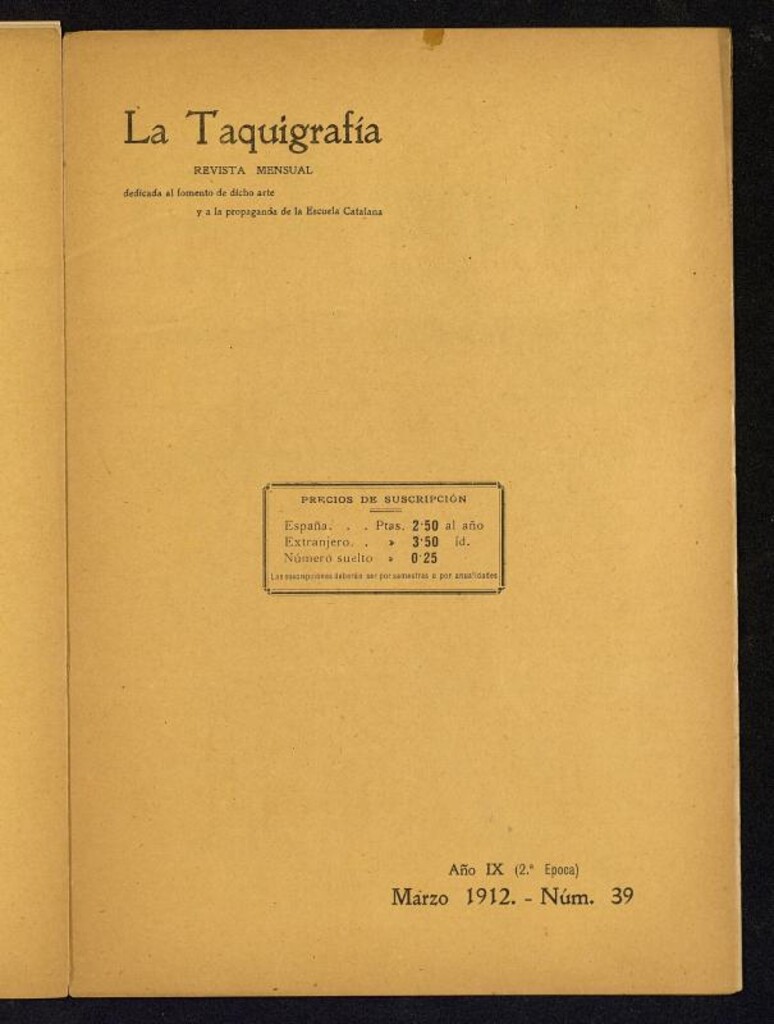 La Taquigrafía
REVISTA MENSUAL
dedicada al fomento de dicho arte
y a la propaganda de la Escuela Catalana
PRECIOS DE SUSCRIPCIÓN
España. . . Ptas. 2'50 al año
Extranjero. . » 3'50 íd.
Número suelto » 0'25
Las suscripciones deberán ser por semestres o por anualidades
Año IX (2.ª Epoca)
Marzo 1912. - Núm. 39